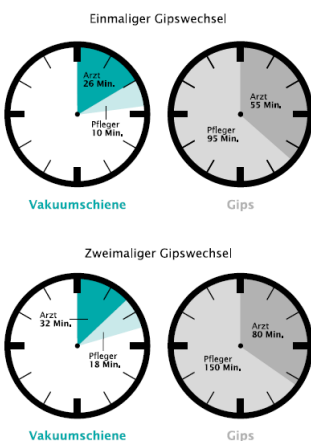 Einmaliger Gipswechsel
Arzt
26 Min.
Pfleger
10 Min.
Arzt
55 Min.
Pfleger
95 Min.
Vakuumschiene
Gips
Zweimaliger Gipswechsel
Arzt
32 Min.
Pfleger
18 Min.
Arzt
80 Min.
Pfleger
150 Min.
Vakuumschiene
Gips